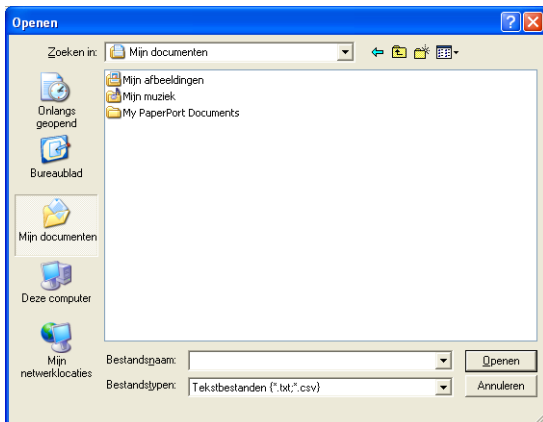 Openen
Zoeken in: Mijn documenten
Mijn afbeeldingen
Mijn muziek
My PaperPort Documents
Onlangs
geopend
Bureaublad
Mijn documenten
Deze computer
Mijn
netwerklocaties
Bestandsnaam:
Openen
Bestandstypen: Tekstbestanden (*.txt;*.csv)
Annuleren